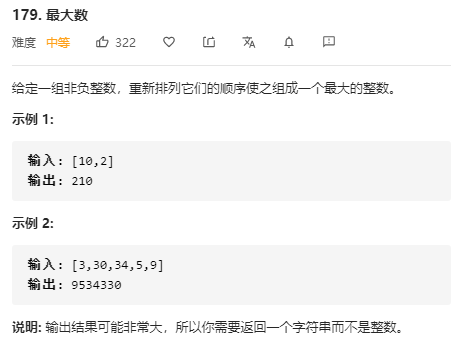 179. 最大数
难度 中等 322
给定一组非负整数，重新排列它们的顺序使之组成一个最大的整数。
示例 1:
输入: [10,2]
输出: 210
示例 2:
输入: [3,30,34,5,9]
输出: 9534330
说明: 输出结果可能非常大，所以你需要返回一个字符串而不是整数。